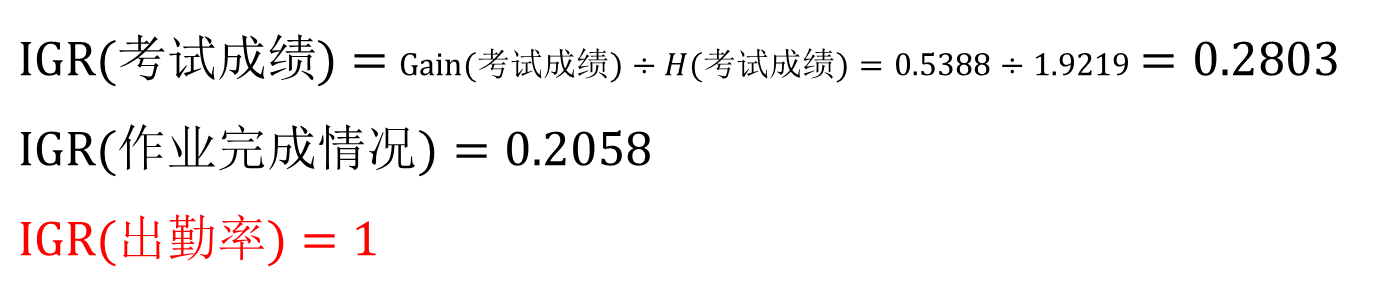 IGR(考试成绩) = Gain(考试成绩) ÷ H(考试成绩) = 0.5388 ÷ 1.9219 = 0.2803
IGR(作业完成情况) = 0.2058
IGR(出勤率) = 1